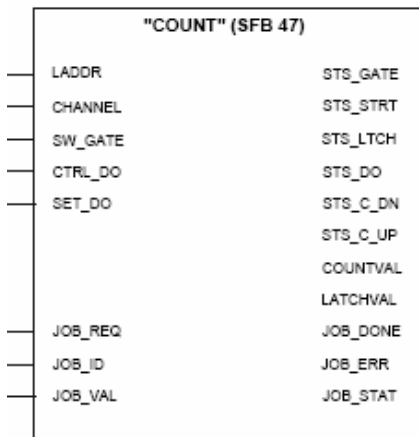 "COUNT" (SFB 47)
LADDR STS_GATE
CHANNEL STS_STRT
SW_GATE STS_LTCH
CTRL_DO STS_DO
SET_DO STS_C_DN
STS_C_UP
COUNTVAL
LATCHVAL
JOB_REQ JOB_DONE
JOB_ID JOB_ERR
JOB_VAL JOB_STAT